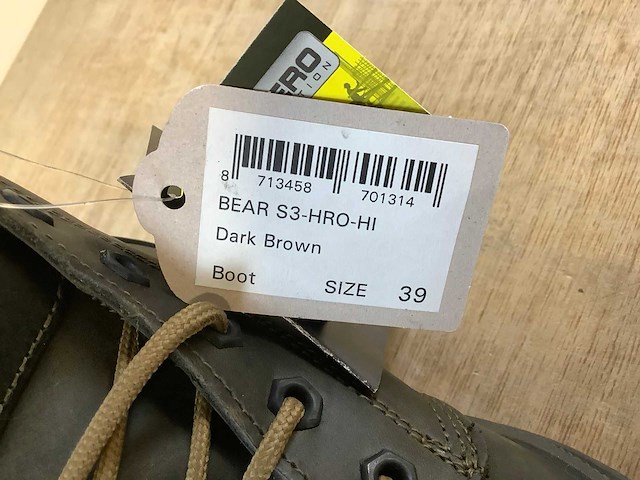 8 713458 701314
BEAR S3-HRO-HI
Dark Brown
Boot SIZE 39